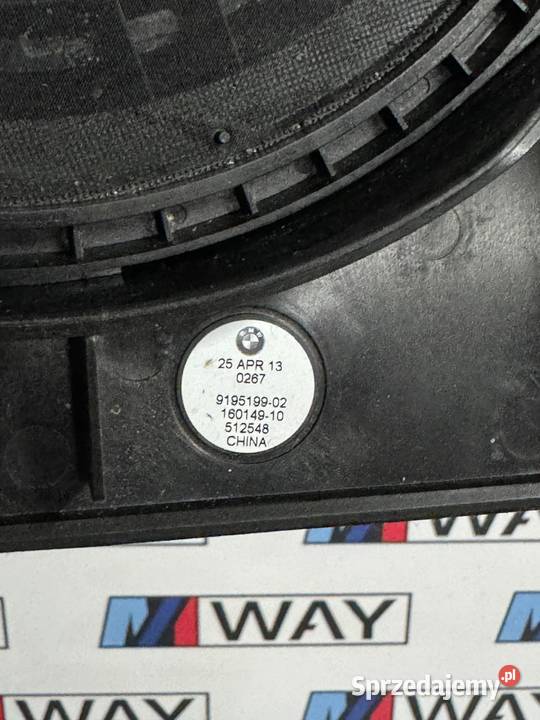 BMW
25 APR 13
0267
9195199-02
160149-10
512548
CHINA
M WAY
WAY
M WAY
WAY
Sprzedajemy.pl